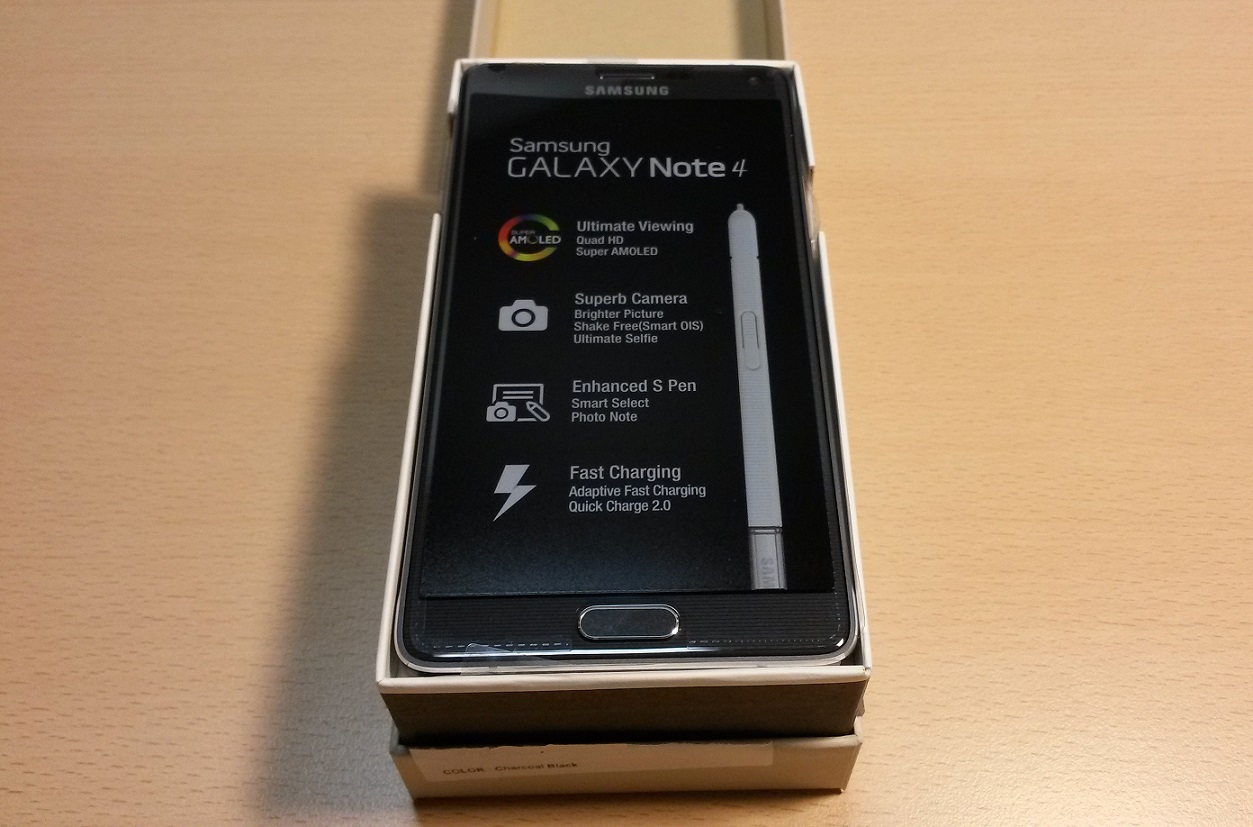 SAMSUNG
Samsung
GALAXY Note 4
SUPER
AMOLED
Ultimate Viewing
Quad HD
Super AMOLED
Superb Camera
Brighter Picture
Shake Free(Smart OIS)
Ultimate Selfie
Enhanced S Pen
Smart Select
Photo Note
Fast Charging
Adaptive Fast Charging
Quick Charge 2.0
SAM
COLOR : Charcoal Black